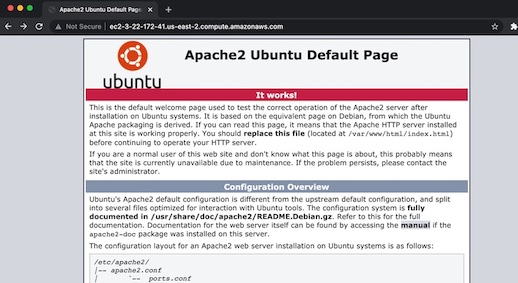 Apache2 Ubuntu Default Page
Not Secure | ec2-3-22-172-41.us-east-2.compute.amazonaws.com
ubuntu
Apache2 Ubuntu Default Page
It works!
This is the default welcome page used to test the correct operation of the Apache2 server after
installation on Ubuntu systems. It is based on the equivalent page on Debian, from which the Ubuntu
Apache packaging is derived. If you can read this page, it means that the Apache HTTP server installed
at this site is working properly. You should replace this file (located at /var/www/html/index.html)
before continuing to operate your HTTP server.
If you are a normal user of this web site and don't know what this page is about, this probably means
that the site is currently unavailable due to maintenance. If the problem persists, please contact the
site's administrator.
Configuration Overview
Ubuntu's Apache2 default configuration is different from the upstream default configuration, and split
into several files optimized for interaction with Ubuntu tools. The configuration system is fully
documented in /usr/share/doc/apache2/README.Debian.gz. Refer to this for the full
documentation. Documentation for the web server itself can be found by accessing the manual if the
apache2-doc package was installed on this server.
The configuration layout for an Apache2 web server installation on Ubuntu systems is as follows:
/etc/apache2/
|-- apache2.conf
| `-- ports.conf